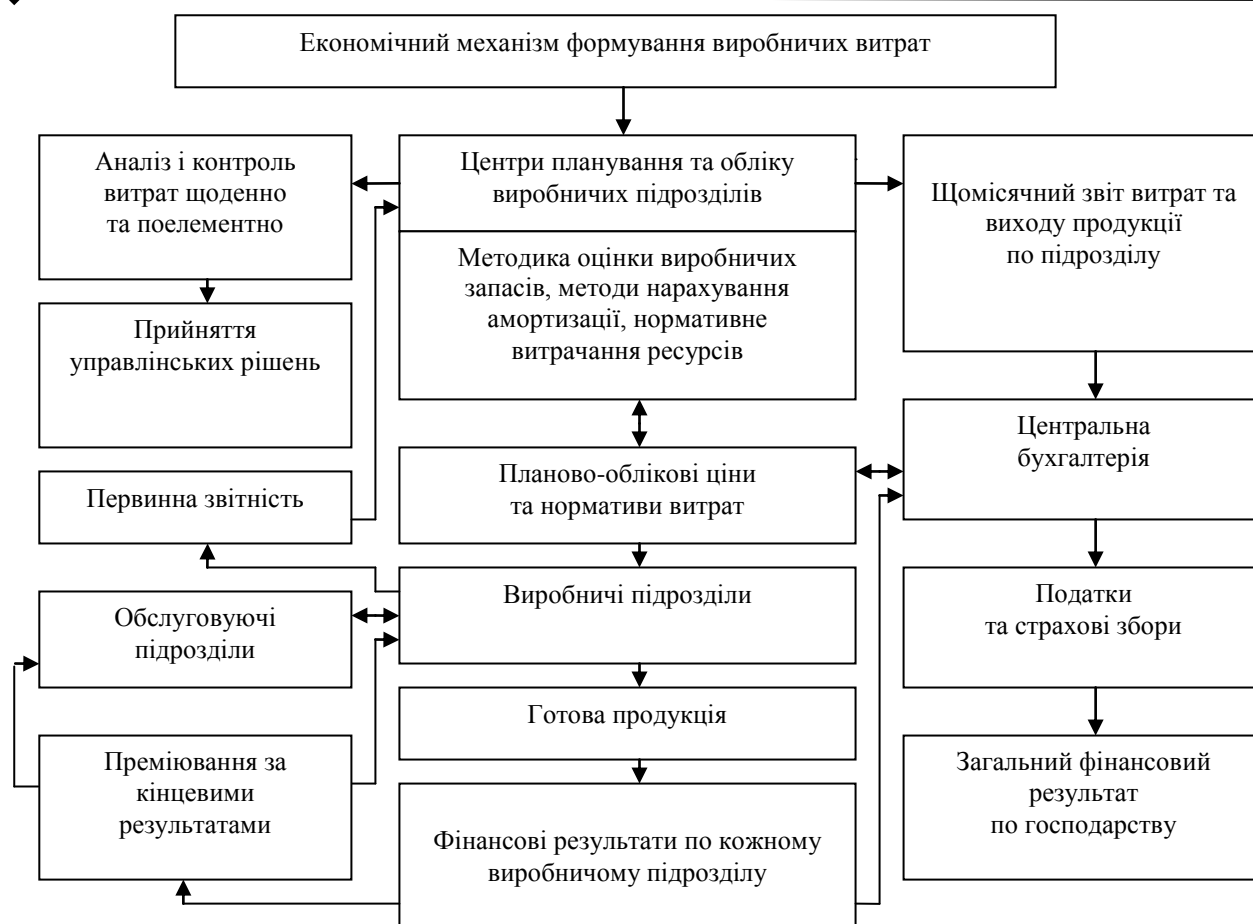 Економічний механізм формування виробничих витрат
Аналіз і контроль
витрат щоденно
та поелементно
Центри планування та обліку
виробничих підрозділів
Щомісячний звіт витрат та
виходу продукції
по підрозділу
Методика оцінки виробничих
запасів, методи нарахування
амортизації, нормативне
витрачання ресурсів
Прийняття
управлінських рішень
Центральна
бухгалтерія
Планово-облікові ціни
та нормативи витрат
Первинна звітність
Виробничі підрозділи
Податки
та страхові збори
Обслуговуючі
підрозділи
Готова продукція
Преміювання за
кінцевими
результатами
Загальний фінансовий
результат
по господарству
Фінансові результати по кожному
виробничому підрозділу